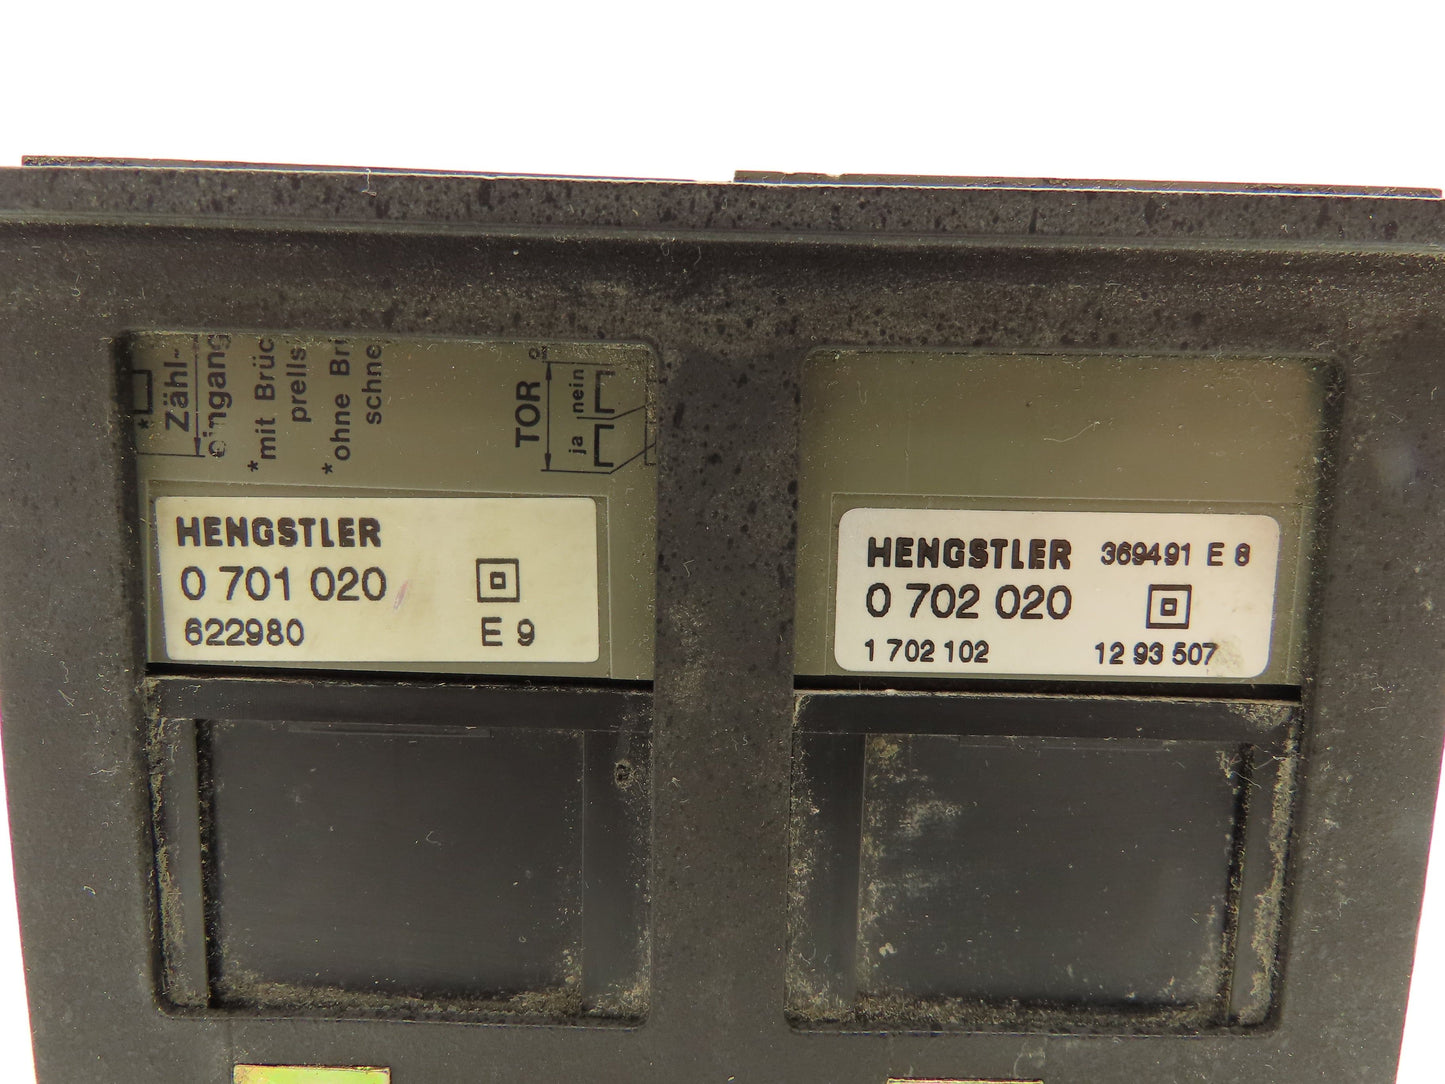 * Zähl-
eingang
*mit Brüc
prells
*ohne Br
schne
TOR
ja nein
HENGSTLER
0 701 020
622980 E 9
HENGSTLER 369491 E 8
0 702 020
1 702 102 12 93 507